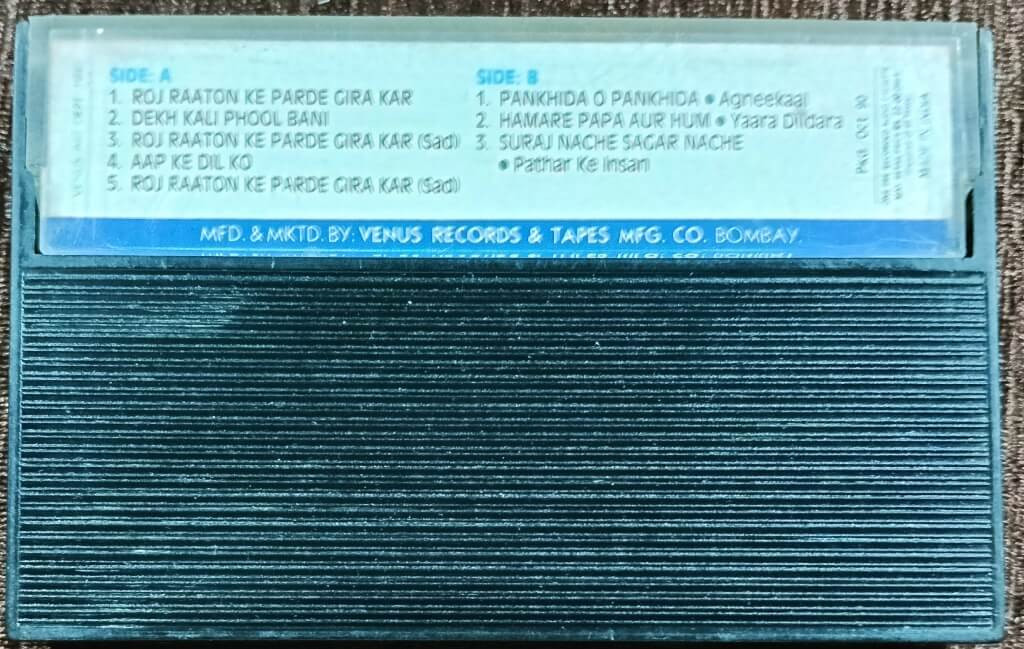 SIDE: A
1. ROJ RAATON KE PARDE GIRA KAR
2. DEKH KALI PHOOL BANI
3. ROJ RAATON KE PARDE GIRA KAR (Sad)
4. AAP KE DIL KO
5. ROJ RAATON KE PARDE GIRA KAR (Sad)
SIDE: B
1. PANKHIDA O PANKHIDA • Agneekaal
2. HAMARE PAPA AUR HUM • Yaara Dildara
3. SURAJ NACHE SAGAR NACHE
• Pathar Ke Insan
MFD. & MKTD. BY: VENUS RECORDS & TAPES MFG. CO. BOMBAY.
OCT 90